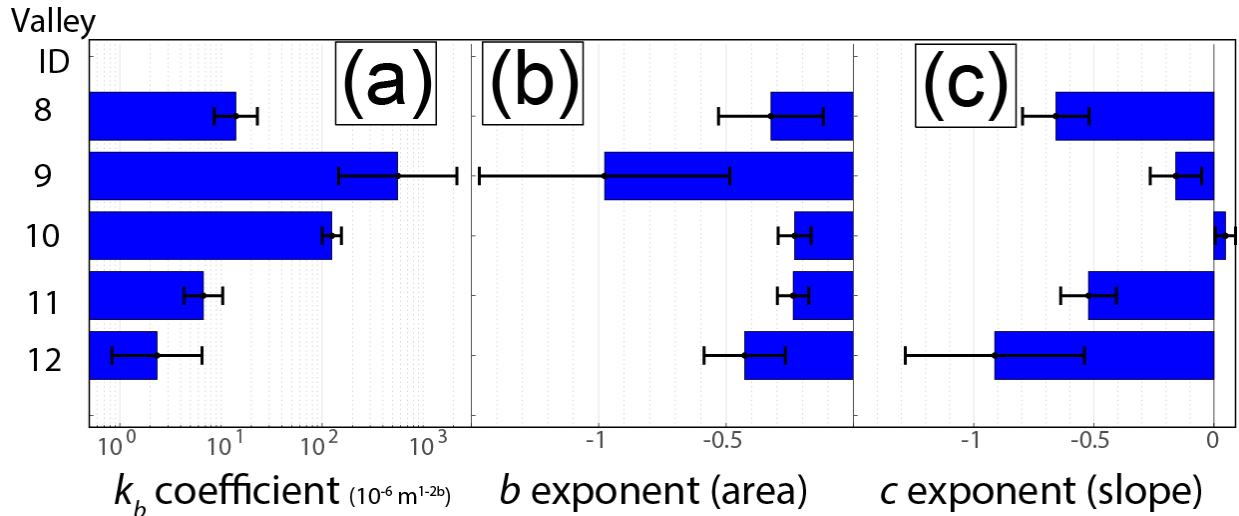 Valley
ID
(a) (b) (c)
8
9
10
11
12
10⁰ 10¹ 10² 10³ -1 -0.5 -1 -0.5 0
k_b coefficient (10⁻⁶ m¹⁻²ᵇ) b exponent (area) c exponent (slope)